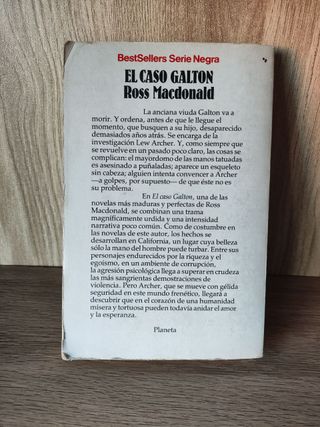 BestSellers Serie Negra
EL CASO GALTON
Ross Macdonald
La anciana viuda Galton va a
morir. Y ordena, antes de que le llegue el
momento, que busquen a su hijo, desaparecido
demasiados años atrás. Se encarga de la
investigación Lew Archer. Y, como siempre que
se revuelve en un pasado poco claro, las cosas se
complican: el mayordomo de las manos tatuadas
es asesinado a puñaladas; aparece un esqueleto
sin cabeza; alguien intenta convencer a Archer
—a golpes, por supuesto— de que éste no es
su problema.
En El caso Galton, una de las
novelas más maduras y perfectas de Ross
Macdonald, se combinan una trama
magníficamente urdida y una intensidad
narrativa poco común. Como de costumbre en
las novelas de este autor, los hechos se
desarrollan en California, un lugar cuya belleza
sólo la mano del hombre puede turbar. Entre sus
personajes endurecidos por la riqueza y el
egoísmo, en un ambiente de corrupción,
la agresión psicológica llega a superar en crudeza
las más sangrientas demostraciones de
violencia. Pero Archer, que se mueve con gélida
seguridad en este mundo frenético, llegará a
descubrir que en el corazón de una humanidad
mísera y tortuosa pueden todavía anidar el amor
y la esperanza.
Planeta